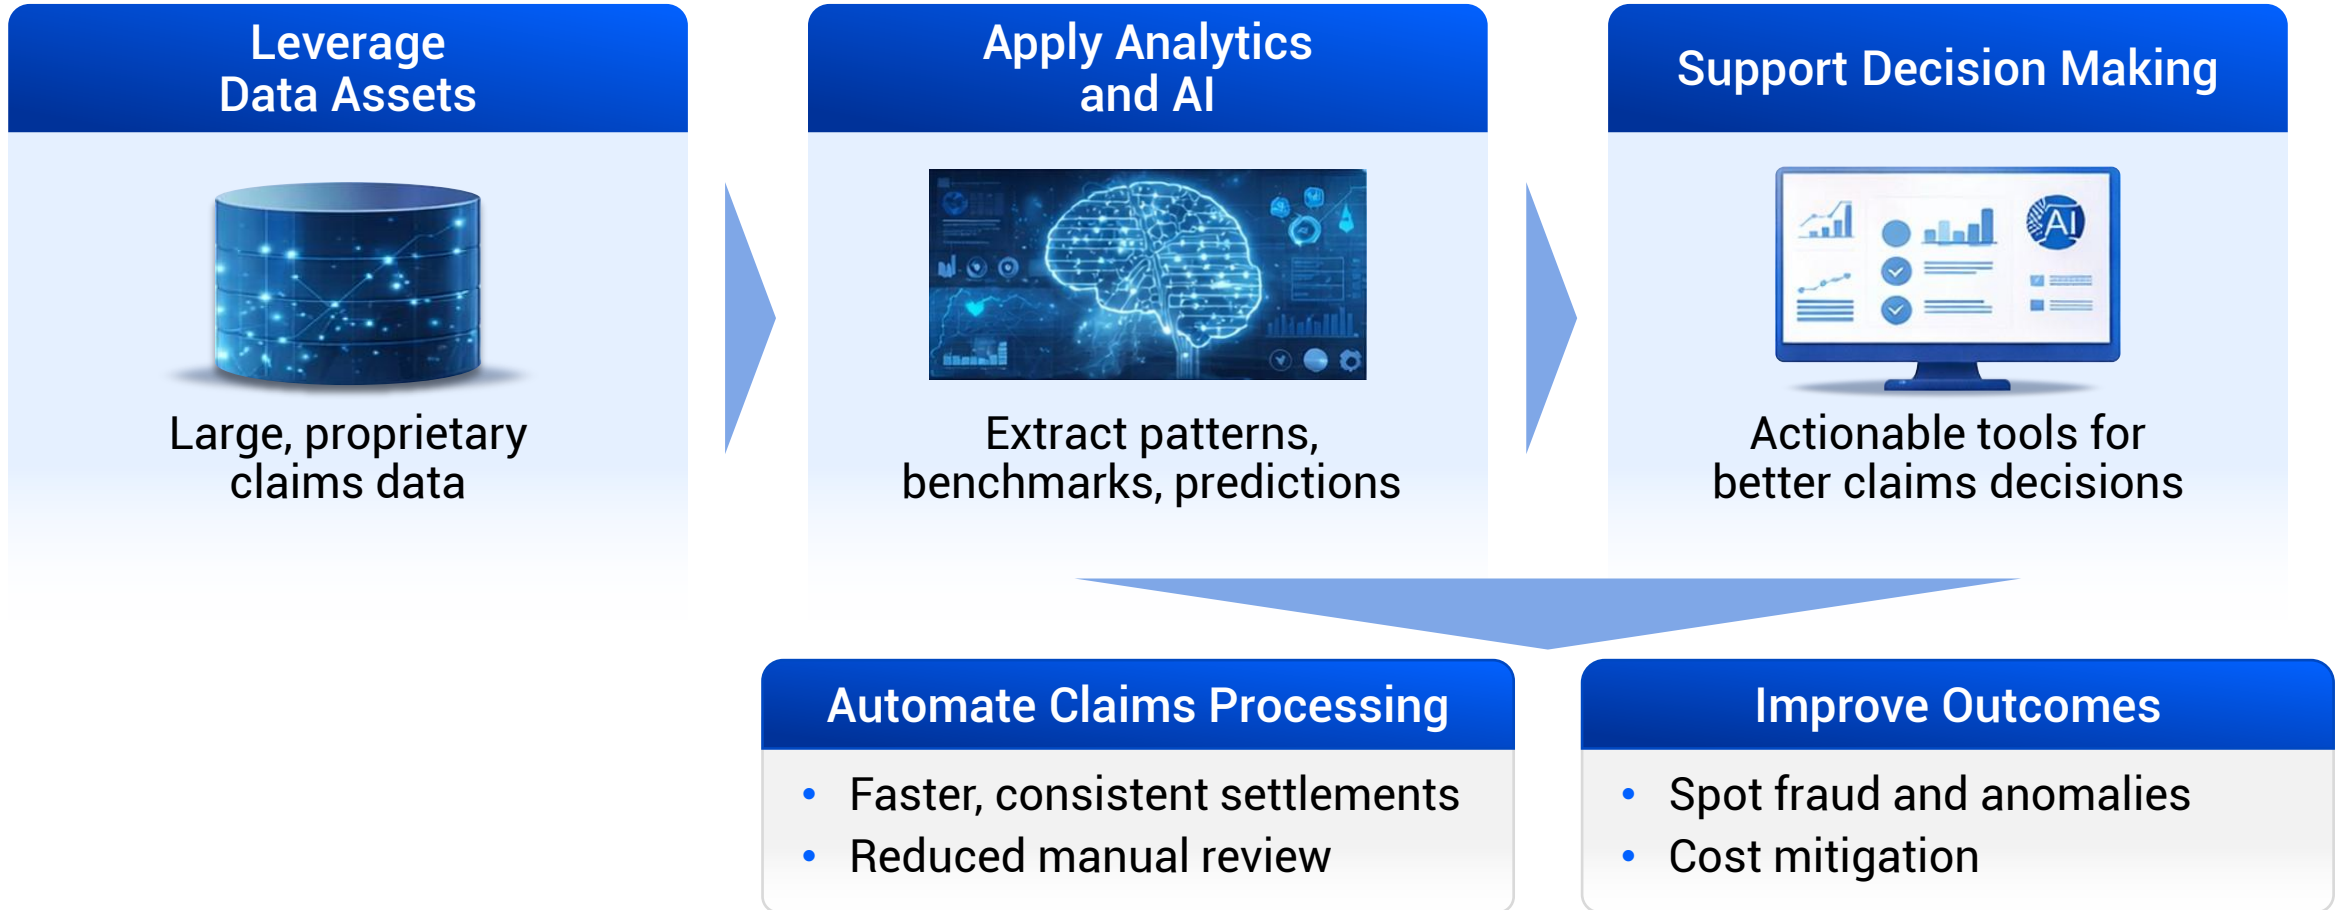 Leverage
Data Assets
Large, proprietary
claims data
Apply Analytics
and AI
Extract patterns,
benchmarks, predictions
Support Decision Making
AI
Actionable tools for
better claims decisions
Automate Claims Processing
• Faster, consistent settlements
• Reduced manual review
Improve Outcomes
• Spot fraud and anomalies
• Cost mitigation